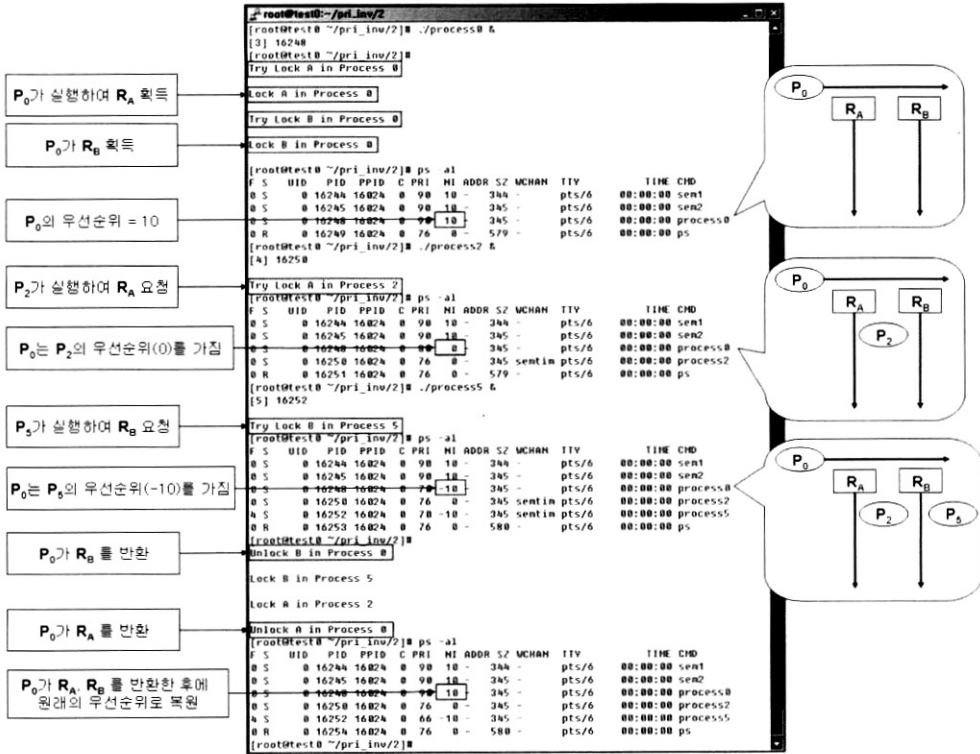 root@test0:~/pri_inv/2
[root@test0 ~/pri_inv/2]# ./process0 &
[3] 16248
[root@test0 ~/pri_inv/2]#
Try Lock A in Process 0
Lock A in Process 0
Try Lock B in Process 0
Lock B in Process 0
[root@test0 ~/pri_inv/2]# ps -al
F S UID PID PPID C PRI NI ADDR SZ WCHAN TTY TIME CMD
0 S 0 16244 16024 0 90 10 - 344 - pts/6 00:00:00 sem1
0 S 0 16245 16024 0 90 10 - 345 - pts/6 00:00:00 sem2
0 S 0 16248 16024 0 90 10 - 345 - pts/6 00:00:00 process0
0 R 0 16249 16024 0 76 0 - 579 - pts/6 00:00:00 ps
[root@test0 ~/pri_inv/2]# ./process2 &
[4] 16250
Try Lock A in Process 2
[root@test0 ~/pri_inv/2]# ps -al
F S UID PID PPID C PRI NI ADDR SZ WCHAN TTY TIME CMD
0 S 0 16244 16024 0 90 10 - 344 - pts/6 00:00:00 sem1
0 S 0 16245 16024 0 90 10 - 345 - pts/6 00:00:00 sem2
0 S 0 16248 16024 0 0 - 345 - pts/6 00:00:00 process0
0 S 0 16250 16024 0 76 0 - 345 semtim pts/6 00:00:00 process2
0 R 0 16251 16024 0 76 0 - 579 - pts/6 00:00:00 ps
[root@test0 ~/pri_inv/2]# ./process5 &
[5] 16252
Try Lock B in Process 5
[root@test0 ~/pri_inv/2]# ps -al
F S UID PID PPID C PRI NI ADDR SZ WCHAN TTY TIME CMD
0 S 0 16244 16024 0 90 10 - 344 - pts/6 00:00:00 sem1
0 S 0 16245 16024 0 90 10 - 345 - pts/6 00:00:00 sem2
0 S 0 16248 16024 0 -10 - 345 - pts/6 00:00:00 process0
0 S 0 16250 16024 0 76 0 - 345 semtim pts/6 00:00:00 process2
4 S 0 16252 16024 0 70 -10 - 345 semtim pts/6 00:00:00 process5
0 R 0 16253 16024 0 76 0 - 580 - pts/6 00:00:00 ps
[root@test0 ~/pri_inv/2]#
Unlock B in Process 0
Lock B in Process 5
Lock A in Process 2
Unlock A in Process 0
[root@test0 ~/pri_inv/2]# ps -al
F S UID PID PPID C PRI NI ADDR SZ WCHAN TTY TIME CMD
0 S 0 16244 16024 0 90 10 - 344 - pts/6 00:00:00 sem1
0 S 0 16245 16024 0 90 10 - 345 - pts/6 00:00:00 sem2
0 S 0 16248 16024 0 10 - 345 - pts/6 00:00:00 process0
0 S 0 16250 16024 0 76 0 - 345 - pts/6 00:00:00 process2
4 S 0 16252 16024 0 66 -10 - 345 - pts/6 00:00:00 process5
0 R 0 16254 16024 0 76 0 - 580 - pts/6 00:00:00 ps
[root@test0 ~/pri_inv/2]#
P0가 실행하여 RA 획득
P0가 RB 획득
P0의 우선순위 = 10
P2가 실행하여 RA 요청
P0는 P2의 우선순위(0)를 가짐
P5가 실행하여 RB 요청
P0는 P5의 우선순위(-10)를 가짐
P0가 RB 를 반환
P0가 RA 를 반환
P0가 RA, RB 를 반환한 후에
원래의 우선순위로 복원
P0
RA RB
P0
RA RB
P2
P0
RA RB
P2 P5